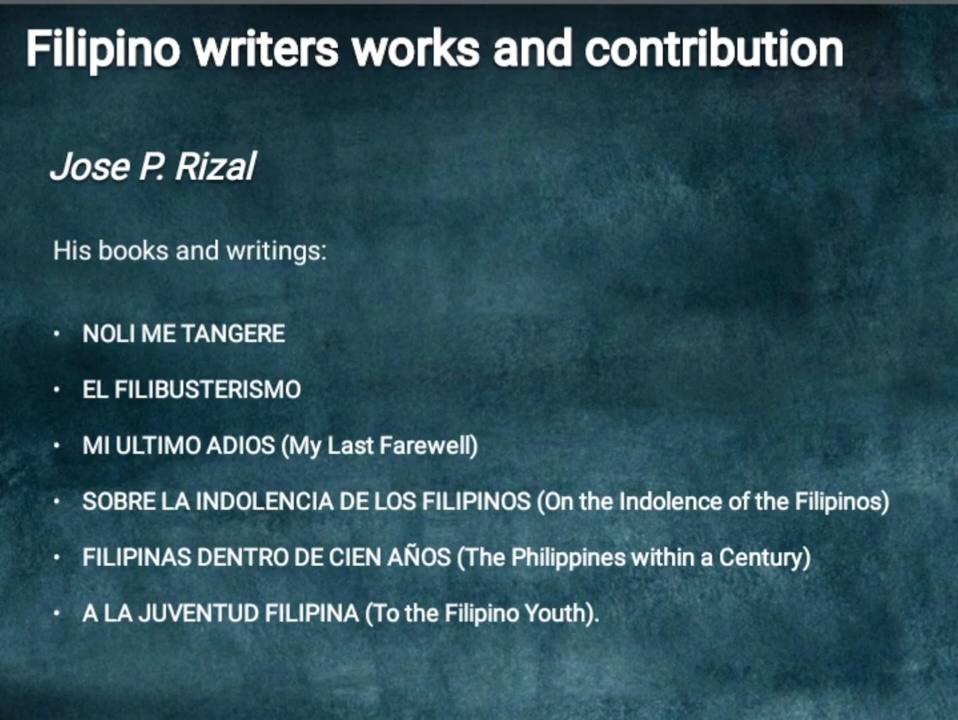 Filipino writers works and contribution
Jose P. Rizal
His books and writings:
• NOLI ME TANGERE
• EL FILIBUSTERISMO
• MI ULTIMO ADIOS (My Last Farewell)
• SOBRE LA INDOLENCIA DE LOS FILIPINOS (On the Indolence of the Filipinos)
• FILIPINAS DENTRO DE CIEN AÑOS (The Philippines within a Century)
• A LA JUVENTUD FILIPINA (To the Filipino Youth).